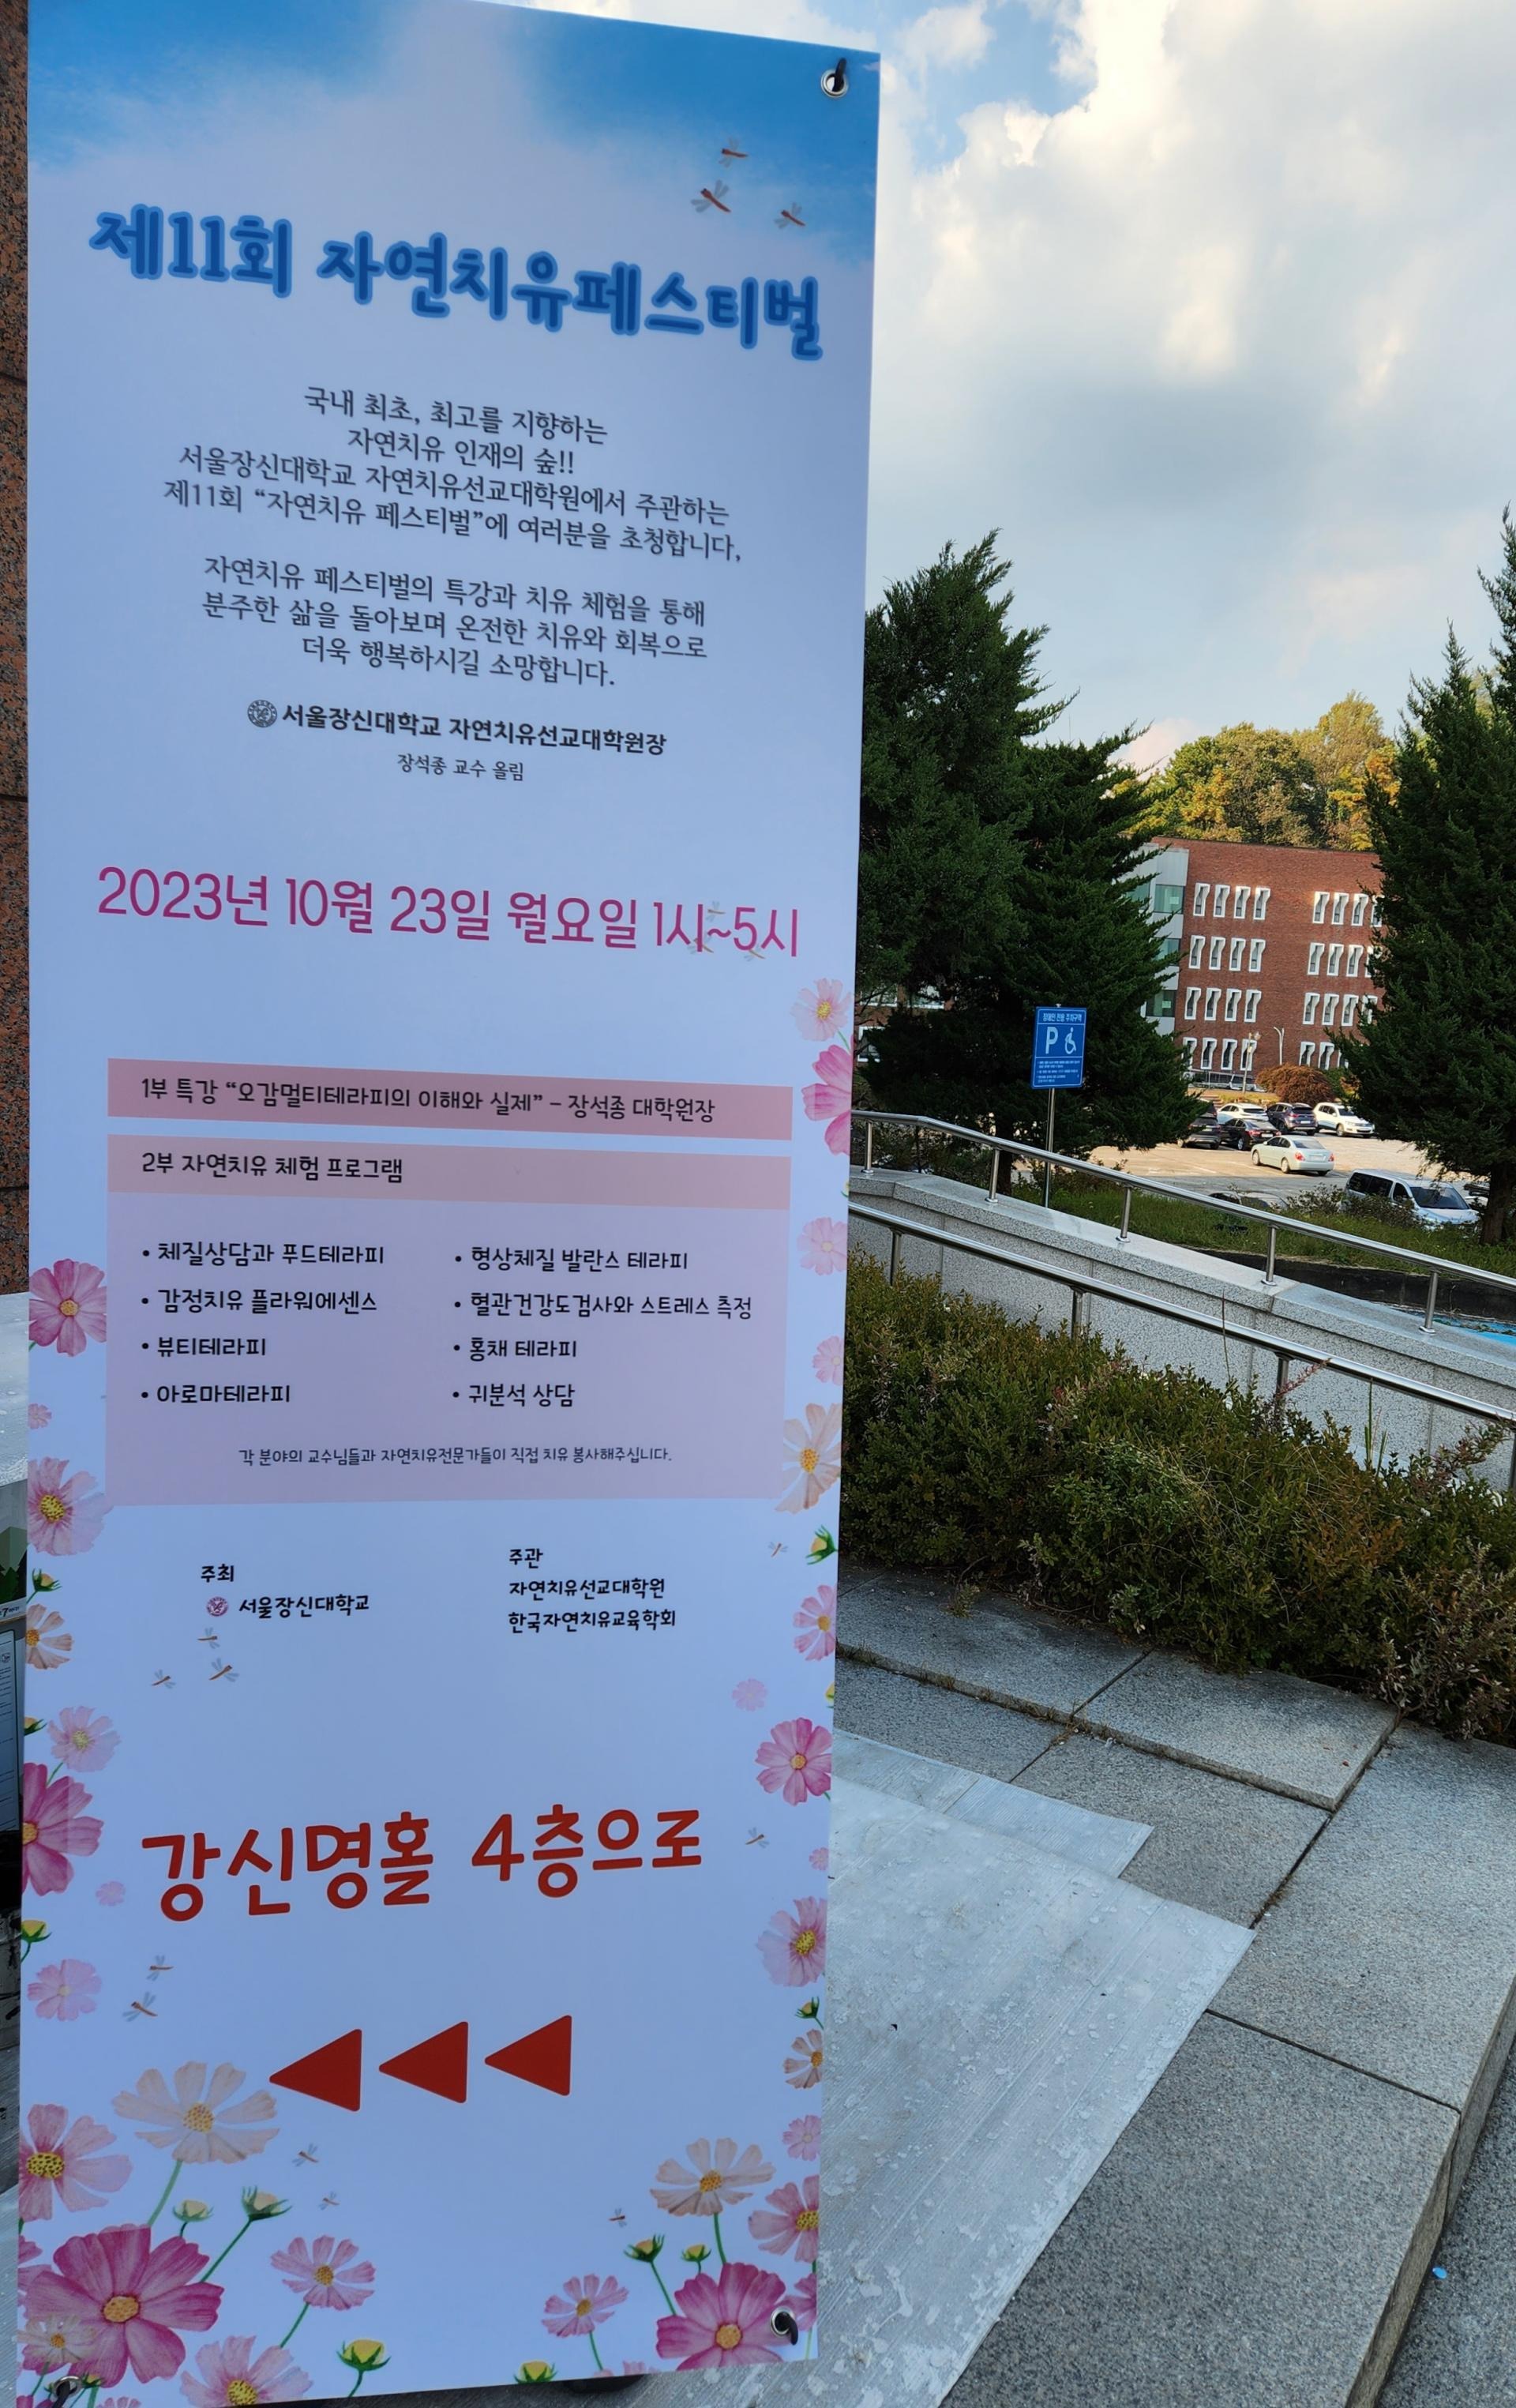 제11회 자연치유페스티벌
국내 최초, 최고를 지향하는
자연치유 인재의 숲!!
서울장신대학교 자연치유선교대학원에서 주관하는
제11회 “자연치유 페스티벌”에 여러분을 초청합니다,
자연치유 페스티벌의 특강과 치유 체험을 통해
분주한 삶을 돌아보며 온전한 치유와 회복으로
더욱 행복하시길 소망합니다.
서울장신대학교 자연치유선교대학원장
장석종 교수 올림
2023년 10월 23일 월요일 1시~5시
1부 특강 “오감멀티테라피의 이해와 실제” - 장석종 대학원장
2부 자연치유 체험 프로그램
• 체질상담과 푸드테라피
• 감정치유 플라워에센스
• 뷰티테라피
• 아로마테라피
• 형상체질 발란스 테라피
• 혈관건강도검사와 스트레스 측정
• 홍채 테라피
• 귀분석 상담
각 분야의 교수님들과 자연치유전문가들이 직접 치유 봉사해주십니다.
주최
서울장신대학교
주관
자연치유선교대학원
한국자연치유교육학회
강신명홀 4층으로
장애인 전용 주차구역
P